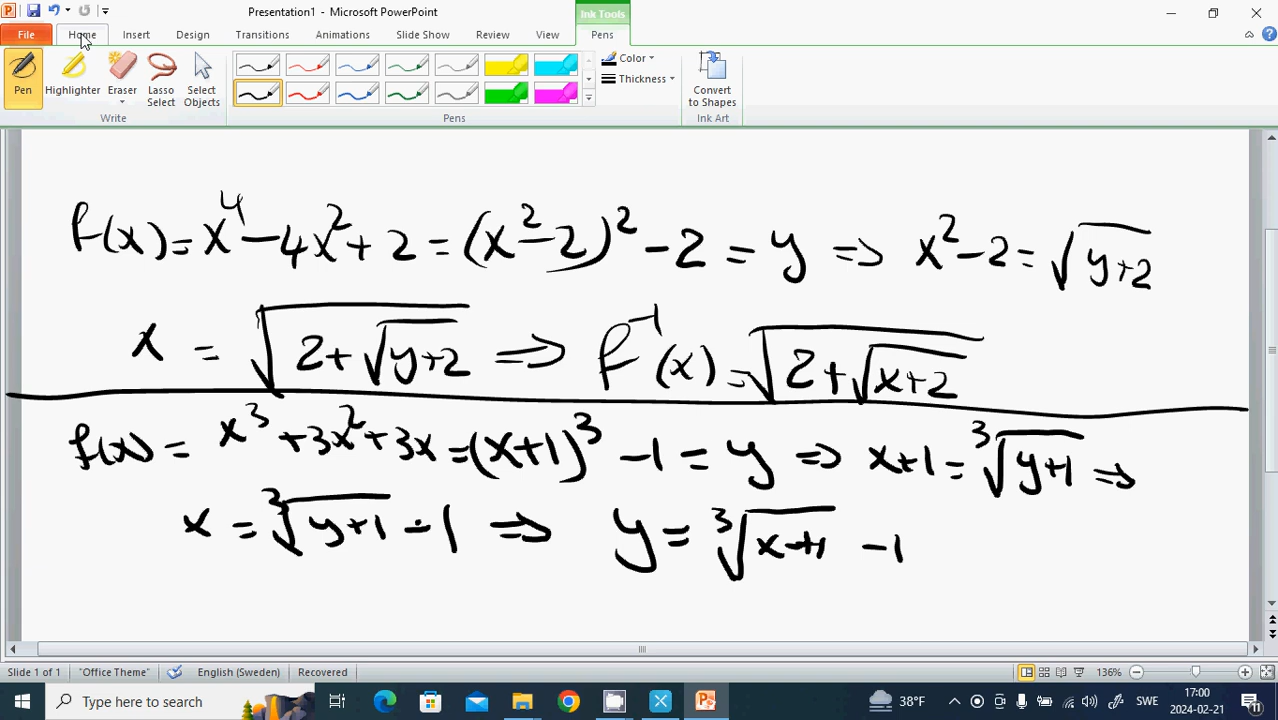 Presentation1 - Microsoft PowerPoint
Ink Tools
File Home Insert Design Transitions Animations Slide Show Review View Pens
Pen Highlighter Eraser Lasso Select Select Objects
Color
Thickness
Convert to Shapes
Write Pens Ink Art
f(x) = x⁴ - 4x² + 2 = (x² - 2)² - 2 = y ⇒ x² - 2 = √(y+2)
x = √(2+√(y+2)) ⇒ f⁻¹(x) = √(2+√(x+2))
f(x) = x³ + 3x² + 3x = (x+1)³ - 1 = y ⇒ x+1 = ³√(y+1) ⇒
x = ³√(y+1) - 1 ⇒ y = ³√(x+1) - 1
Slide 1 of 1 "Office Theme" English (Sweden) Recovered 136%
Type here to search 38°F SWE 17:00
2024-02-21